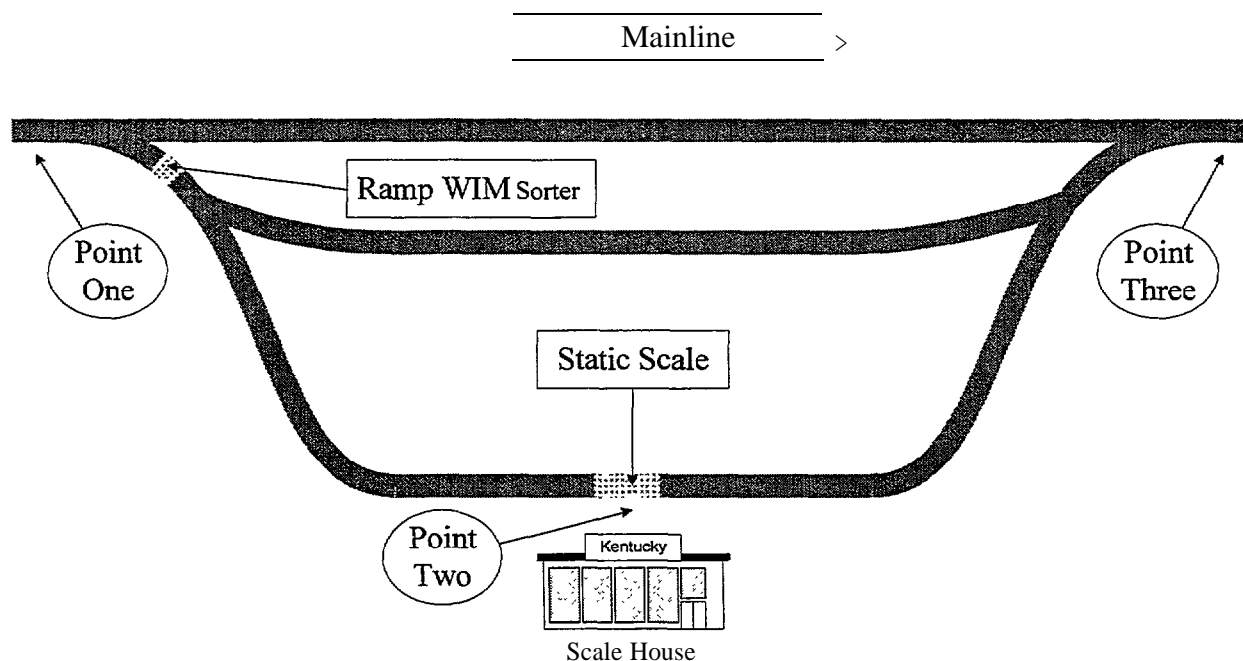 Mainline >
Ramp WIM Sorter
Point
One
Point
Three
Static Scale
Point
Two
Kentucky
Scale House